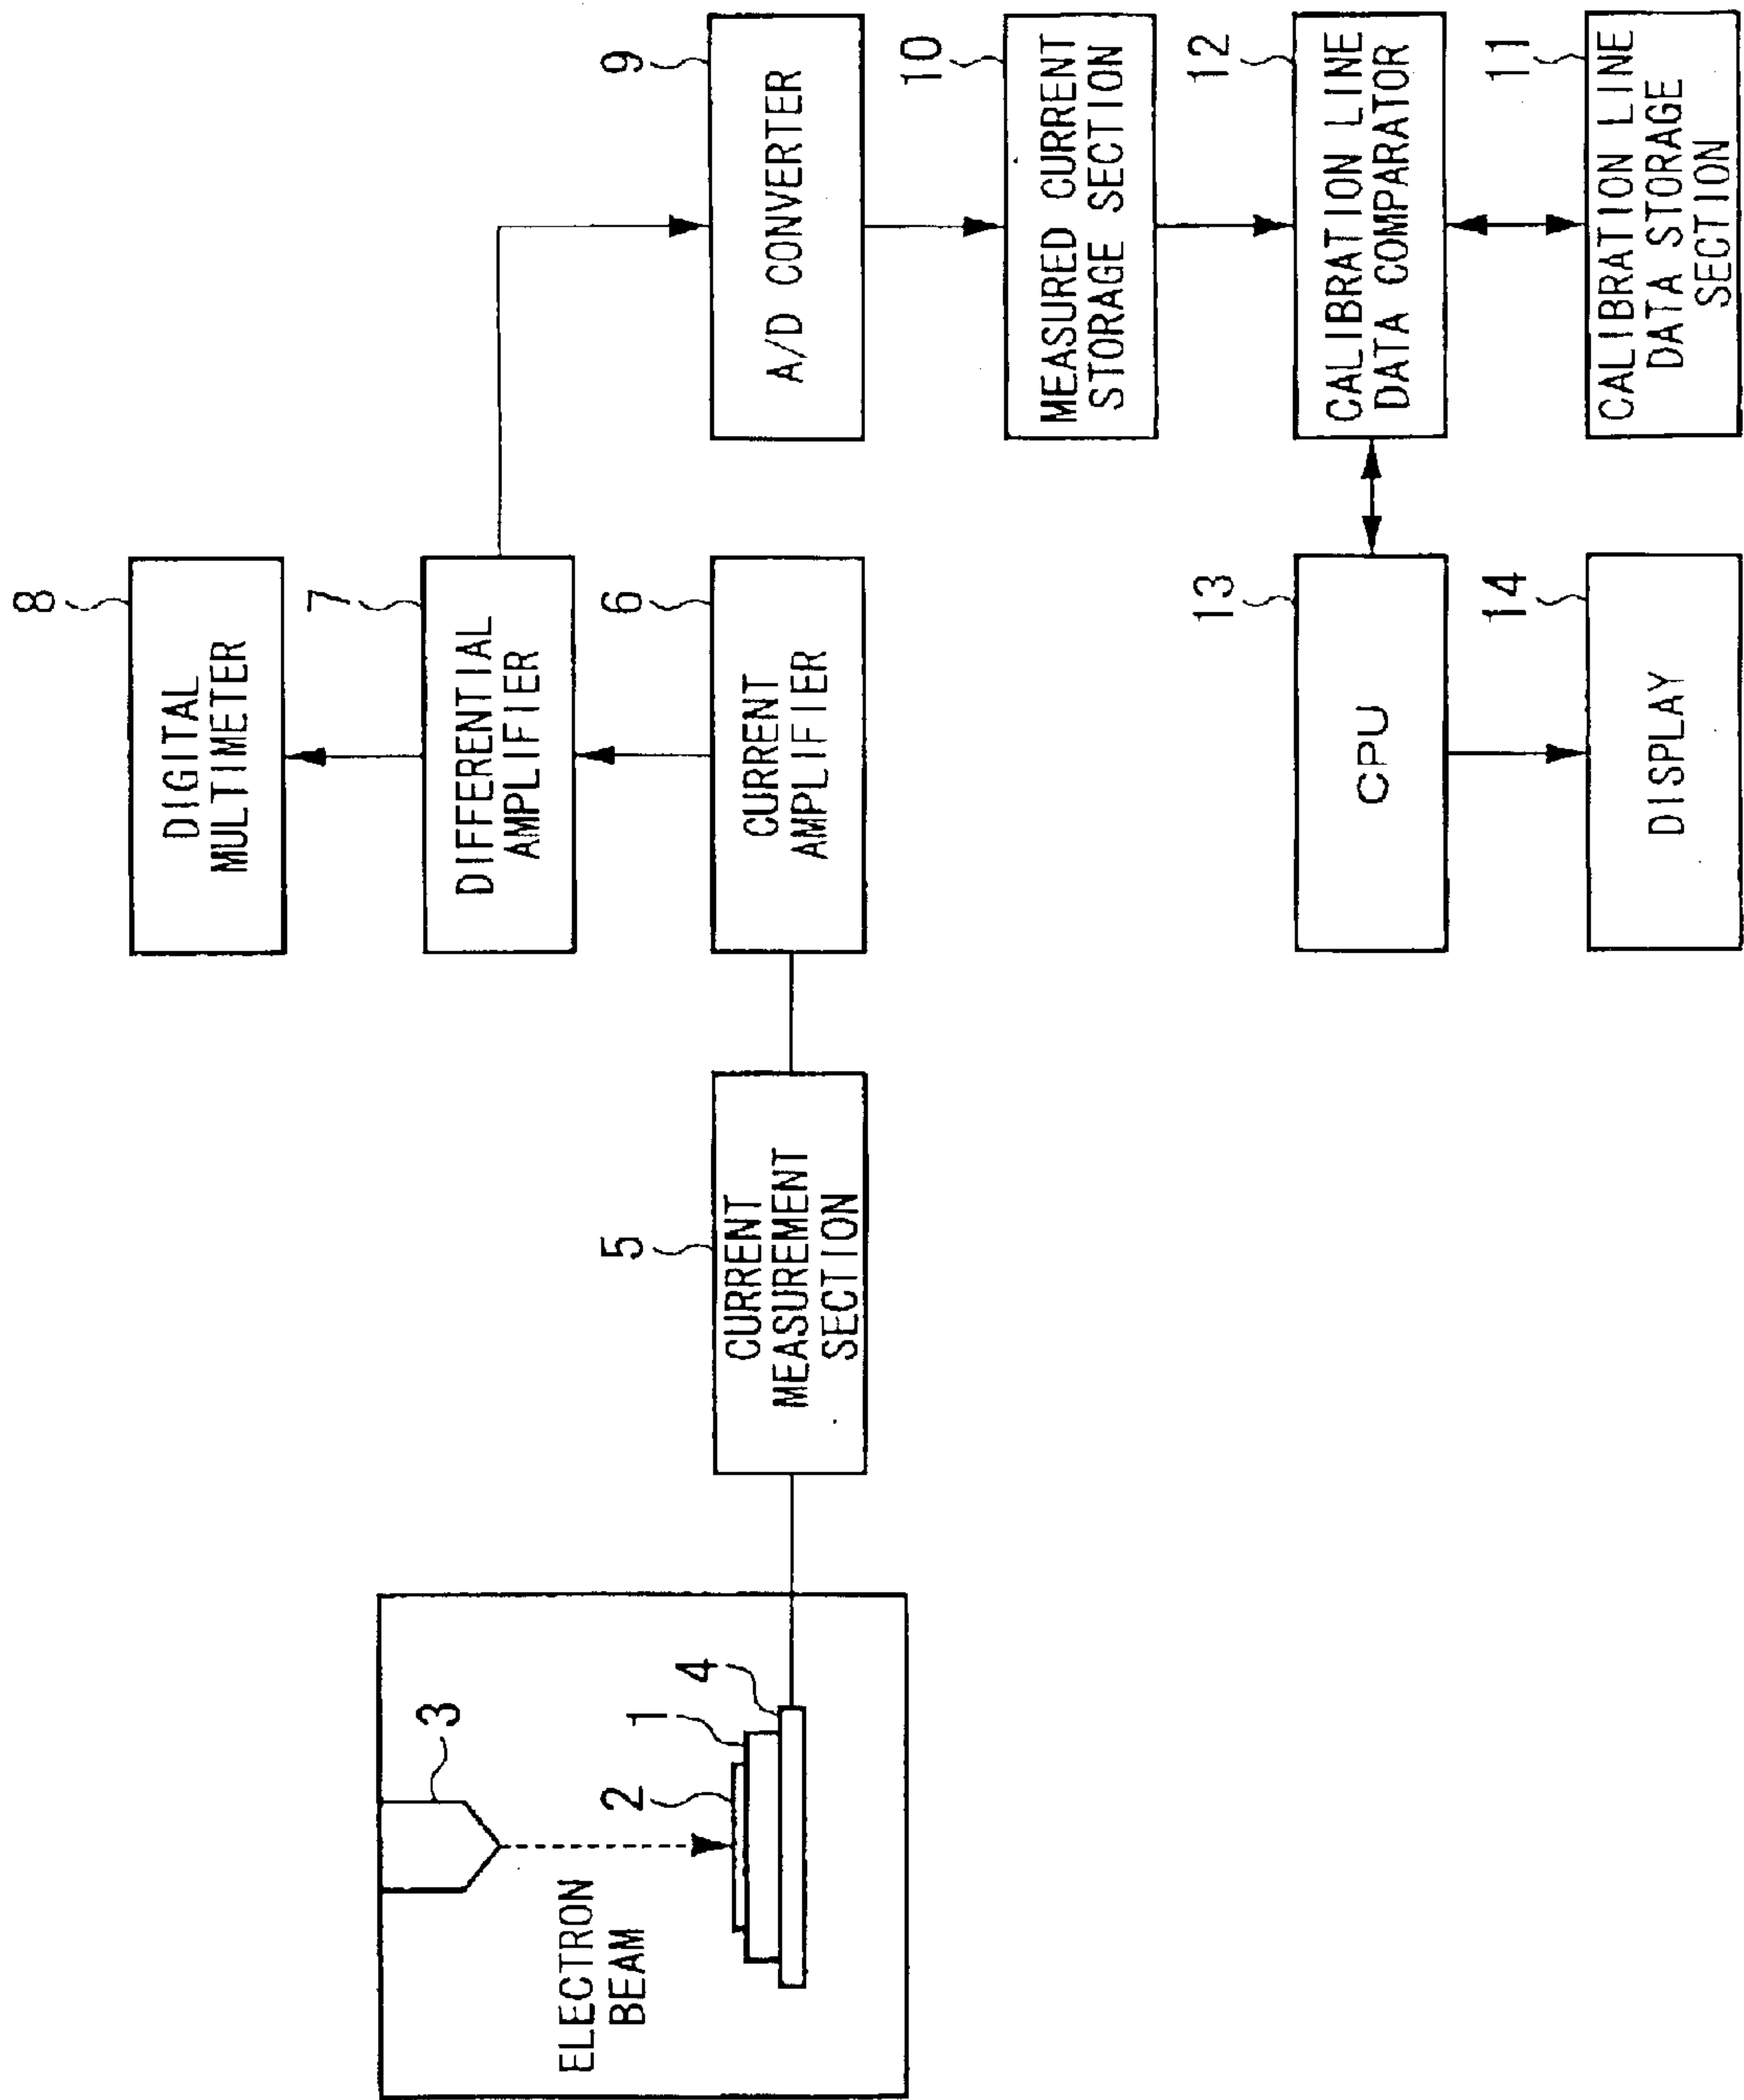 8
DIGITAL
MULTIMETER
7
DIFFERENTIAL
AMPLIFIER
6
CURRENT
AMPLIFIER
9
A/D CONVERTER
10
MEASURED CURRENT
STORAGE SECTION
12
CALIBRATION LINE
DATA COMPARATOR
11
CALIBRATION LINE
DATA STORAGE
SECTION
13
CPU
14
DISPLAY
5
CURRENT
MEASUREMENT
SECTION
3
ELECTRON
BEAM
2
1
4